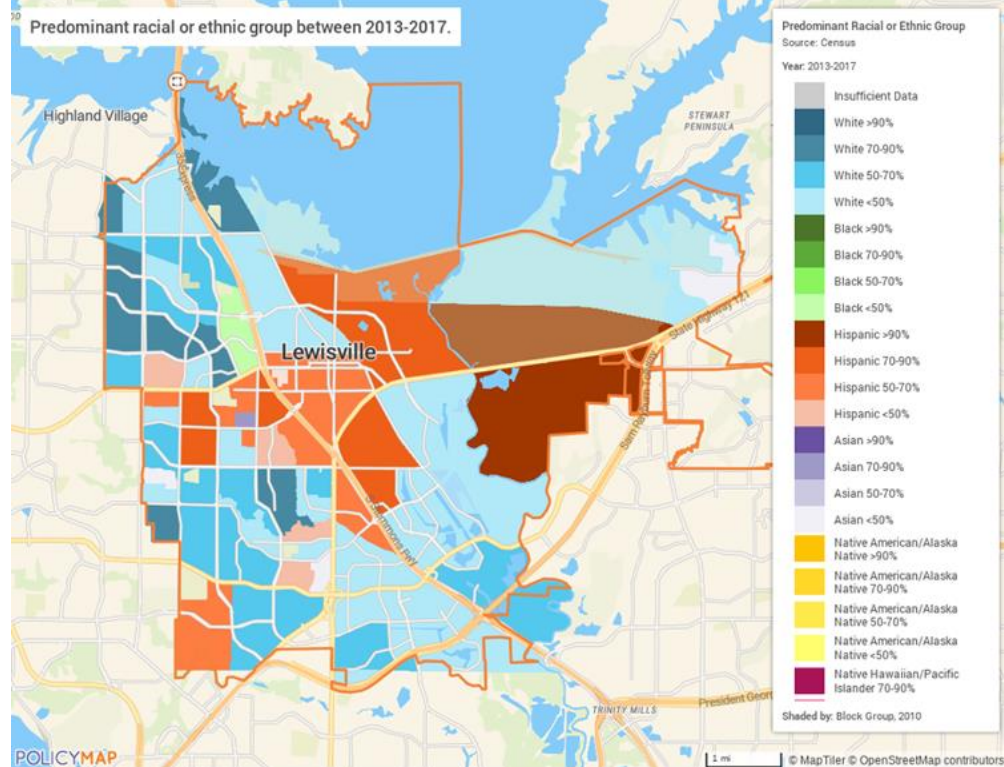 Predominant racial or ethnic group between 2013-2017.
Highland Village
35 Express
STEWART
PENINSULA
Lewisville
State Highway 121
Sam Rayburn Tollway
S Stemmons Fwy
TRINITY MILLS
President Georg
POLICYMAP
1 mi
© MapTiler © OpenStreetMap contributors
Predominant Racial or Ethnic Group
Source: Census
Year: 2013-2017
Insufficient Data
White >90%
White 70-90%
White 50-70%
White <50%
Black >90%
Black 70-90%
Black 50-70%
Black <50%
Hispanic >90%
Hispanic 70-90%
Hispanic 50-70%
Hispanic <50%
Asian >90%
Asian 70-90%
Asian 50-70%
Asian <50%
Native American/Alaska
Native >90%
Native American/Alaska
Native 70-90%
Native American/Alaska
Native 50-70%
Native American/Alaska
Native <50%
Native Hawaiian/Pacific
Islander 70-90%
Shaded by: Block Group, 2010